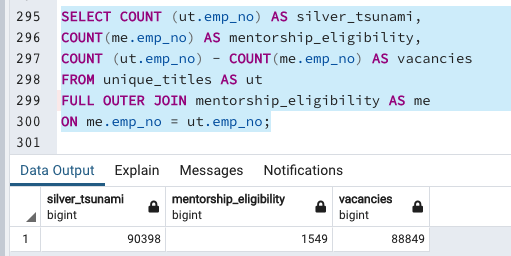 295 SELECT COUNT (ut.emp_no) AS silver_tsunami,
296 COUNT(me.emp_no) AS mentorship_eligibility,
297 COUNT (ut.emp_no) - COUNT(me.emp_no) AS vacancies
298 FROM unique_titles AS ut
299 FULL OUTER JOIN mentorship_eligibility AS me
300 ON me.emp_no = ut.emp_no;
301
Data Output Explain Messages Notifications
silver_tsunami mentorship_eligibility vacancies
bigint bigint bigint
1 90398 1549 88849